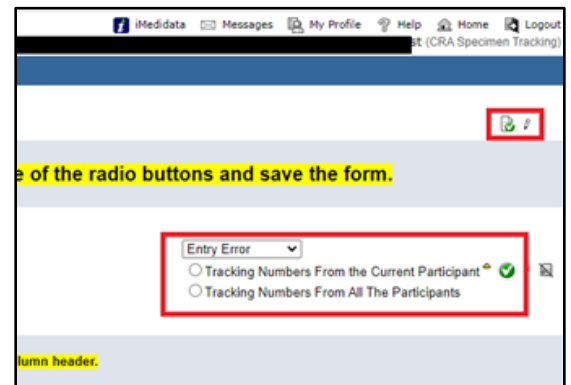 iMedidata Messages My Profile Help Home Logout
st (CRA Specimen Tracking)
e of the radio buttons and save the form.
Entry Error
Tracking Numbers From the Current Participant
Tracking Numbers From All The Participants
lumn header.